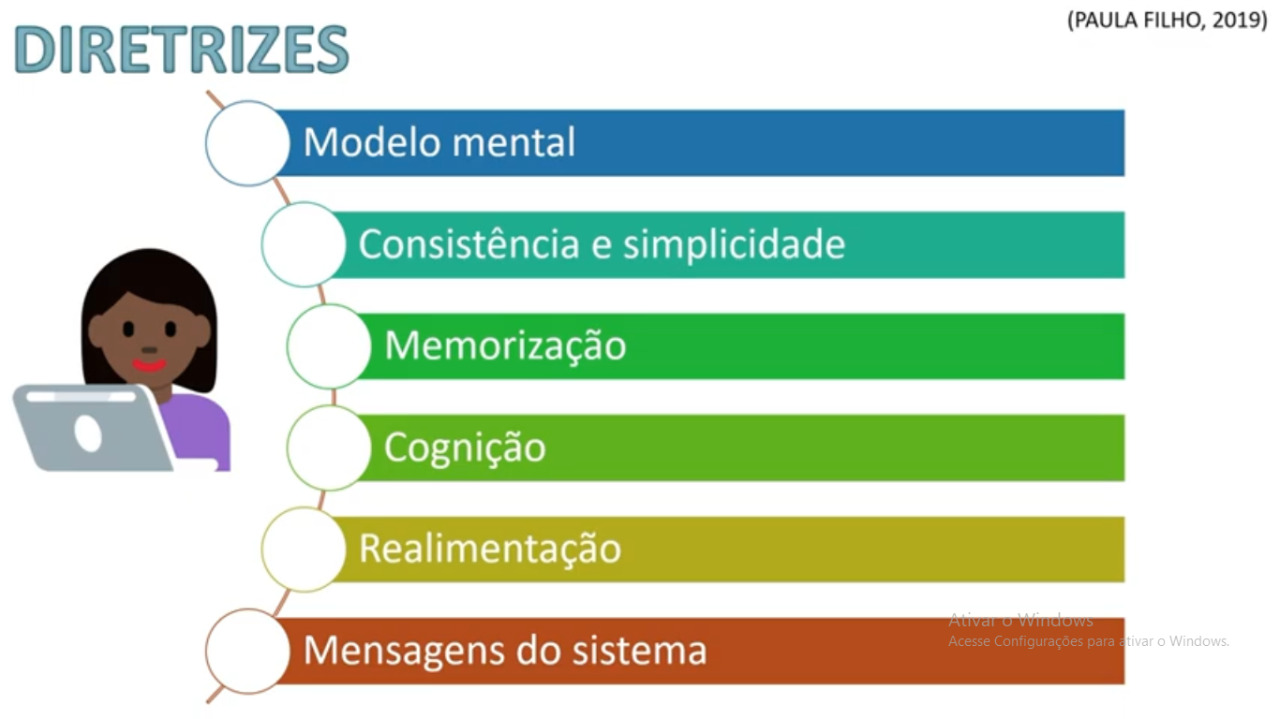 (PAULA FILHO, 2019)
DIRETRIZES
Modelo mental
Consistência e simplicidade
Memorização
Cognição
Realimentação
Mensagens do sistema
Ativar o Windows
Acesse Configurações para ativar o Windows.